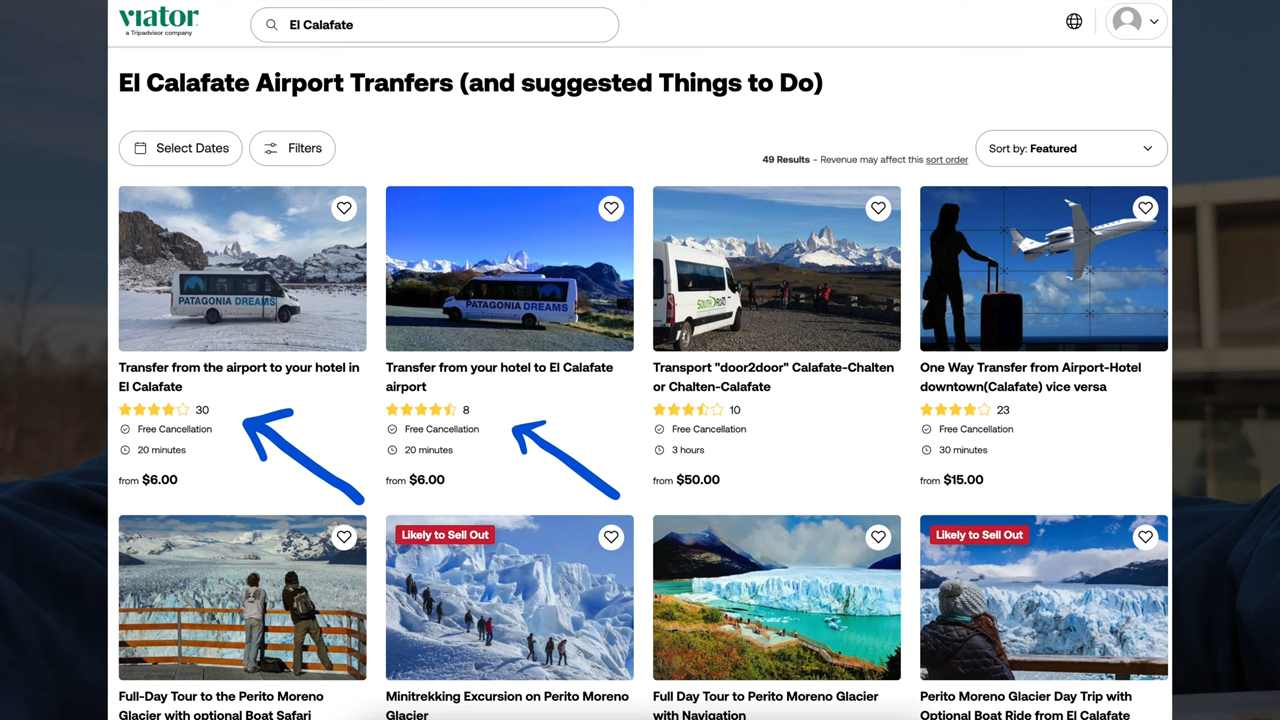 viator
a Tripadvisor company
El Calafate
El Calafate Airport Tranfers (and suggested Things to Do)
Select Dates
Filters
49 Results - Revenue may affect this sort order
Sort by: Featured
PATAGONIA DREAMS
PATAGONIA DREAMS
SOUTH ROAD
Transfer from the airport to your hotel in
El Calafate
30
Free Cancellation
20 minutes
from $6.00
Transfer from your hotel to El Calafate
airport
8
Free Cancellation
20 minutes
from $6.00
Transport "door2door" Calafate-Chalten
or Chalten-Calafate
10
Free Cancellation
3 hours
from $50.00
One Way Transfer from Airport-Hotel
downtown(Calafate) vice versa
23
Free Cancellation
30 minutes
from $15.00
Likely to Sell Out
Likely to Sell Out
Full-Day Tour to the Perito Moreno
Glacier with optional Boat Safari
Minitrekking Excursion on Perito Moreno
Glacier
Full Day Tour to Perito Moreno Glacier
with Navigation
Perito Moreno Glacier Day Trip with
Optional Boat Ride from El Calafate